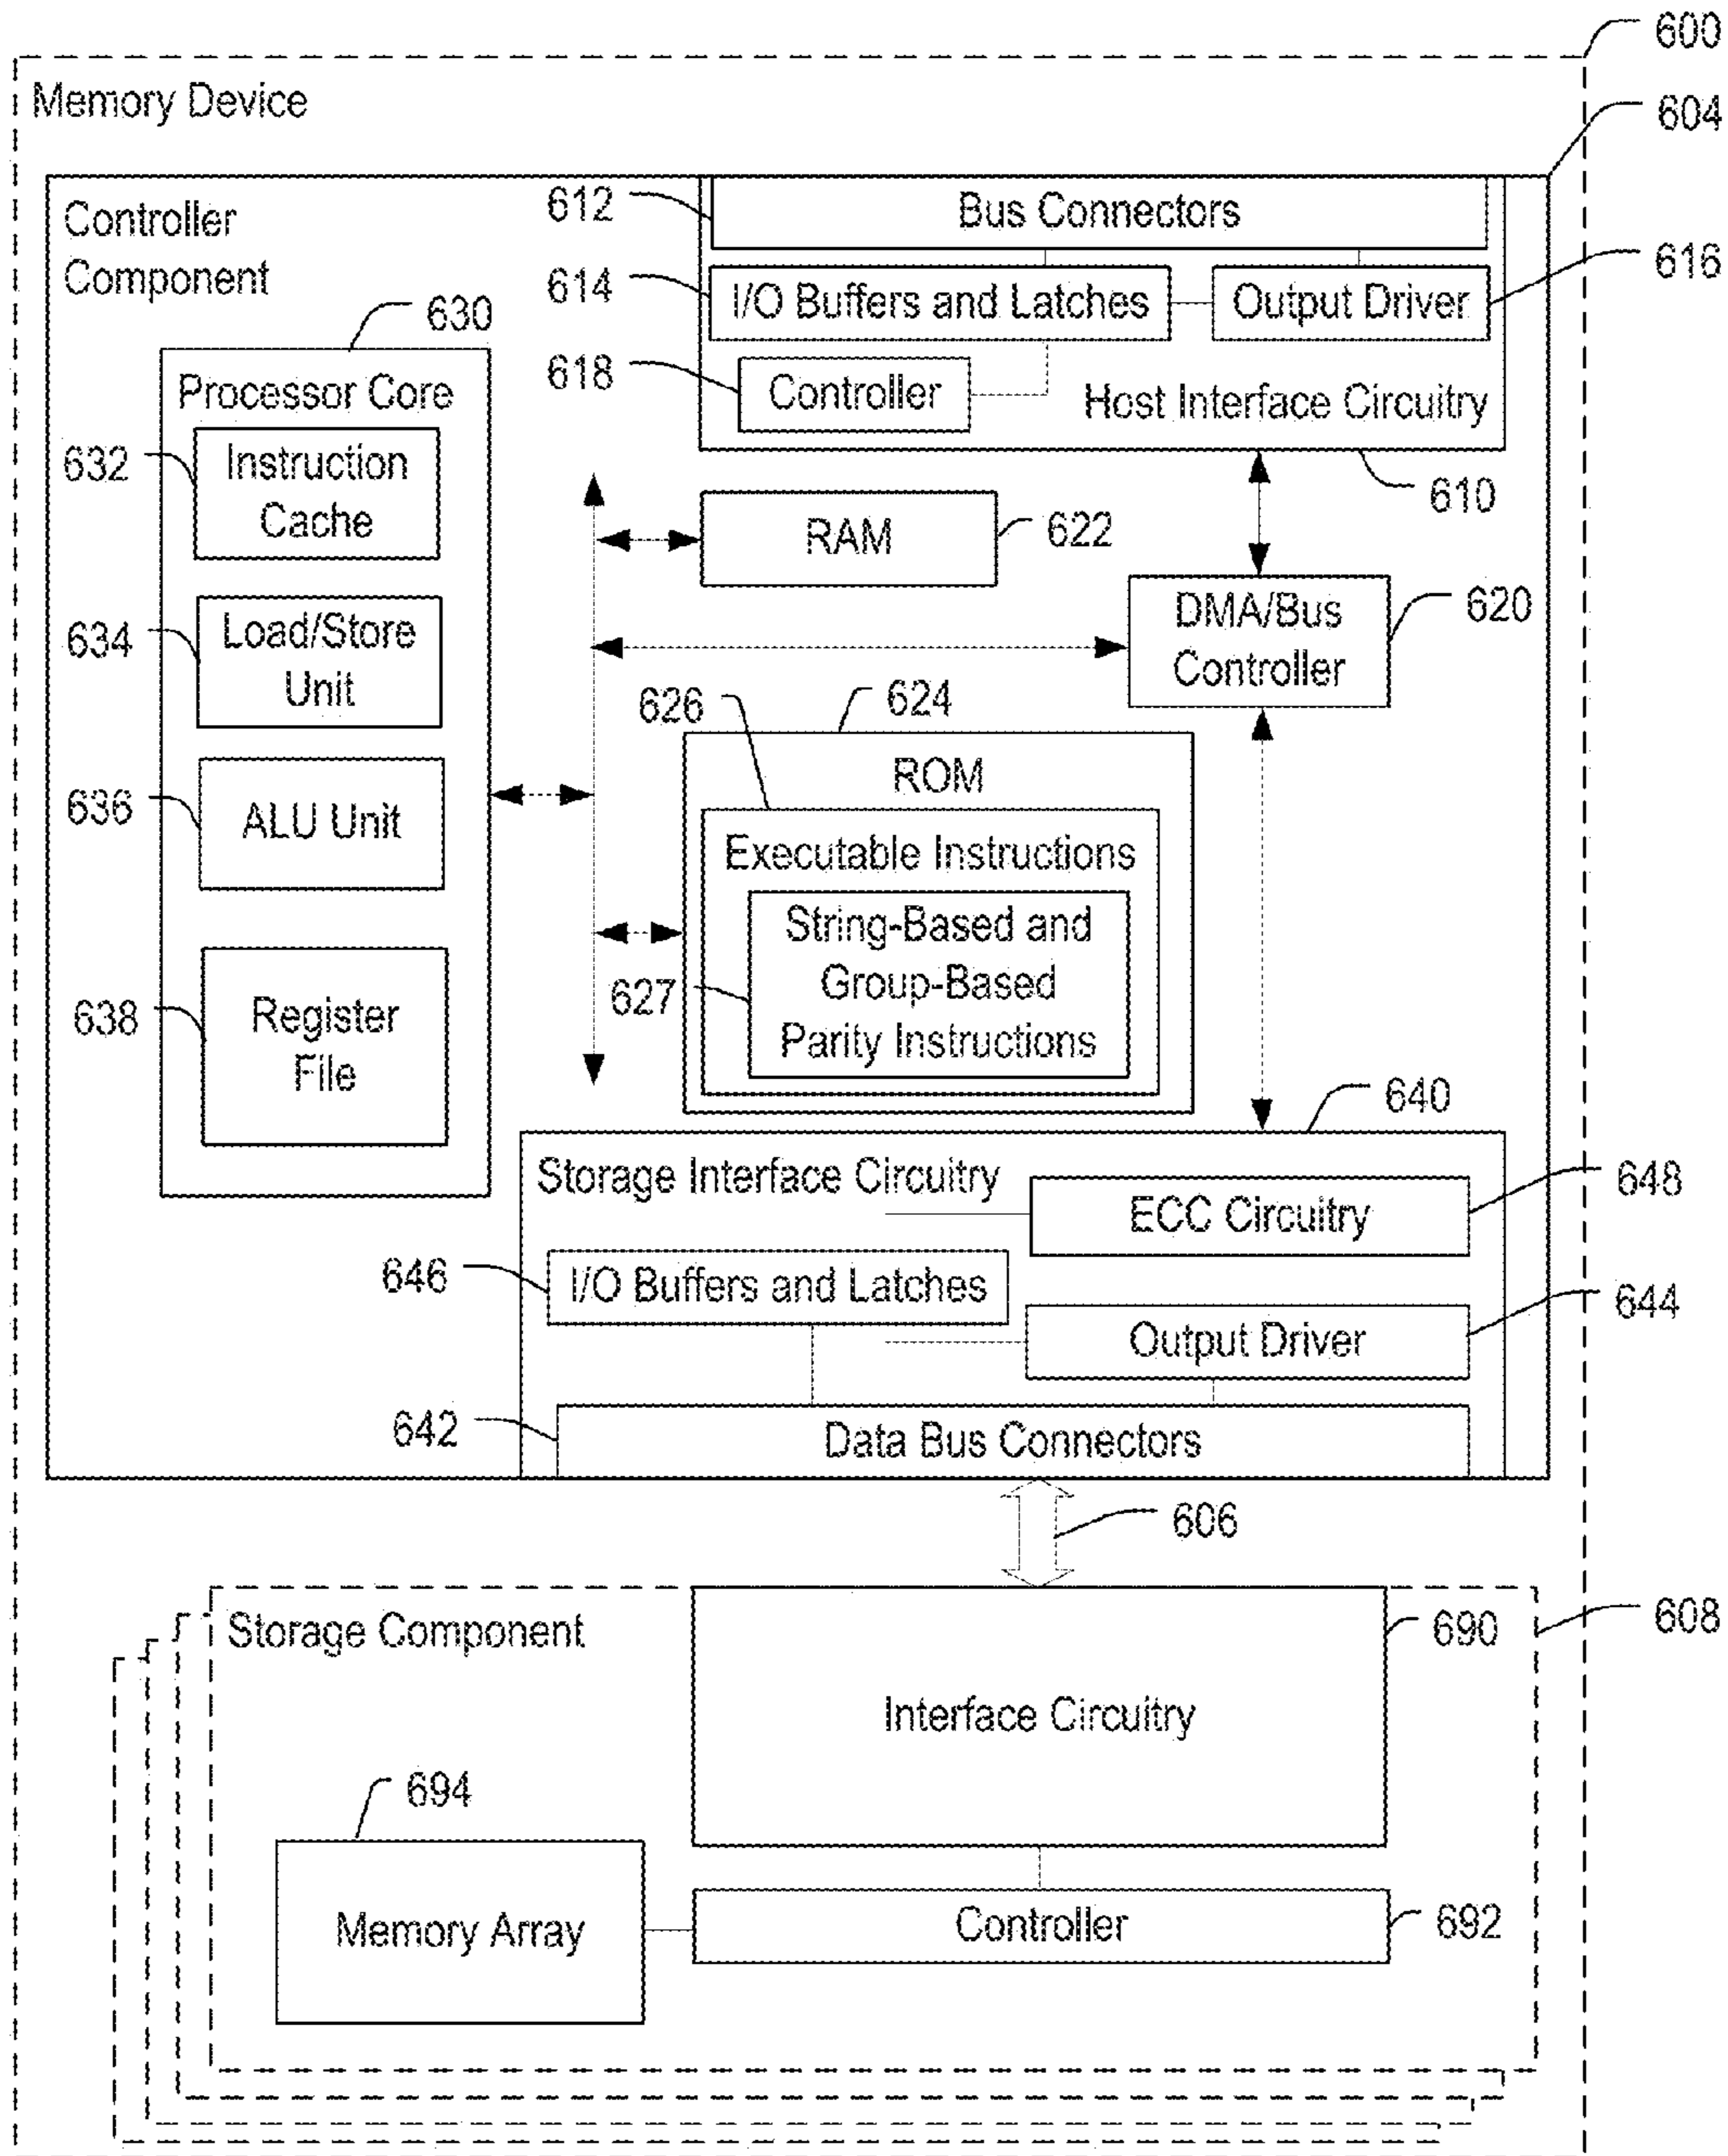 600
Memory Device
604
Controller
Component
612
Bus Connectors
614
I/O Buffers and Latches
Output Driver
616
618
Controller
Host Interface Circuitry
610
630
Processor Core
632
Instruction
Cache
634
Load/Store
Unit
636
ALU Unit
638
Register
File
RAM
622
DMA/Bus
Controller
620
626
624
ROM
Executable Instructions
627
String-Based and
Group-Based
Parity Instructions
640
Storage Interface Circuitry
ECC Circuitry
648
646
I/O Buffers and Latches
Output Driver
644
642
Data Bus Connectors
606
608
Storage Component
690
Interface Circuitry
694
Memory Array
Controller
692